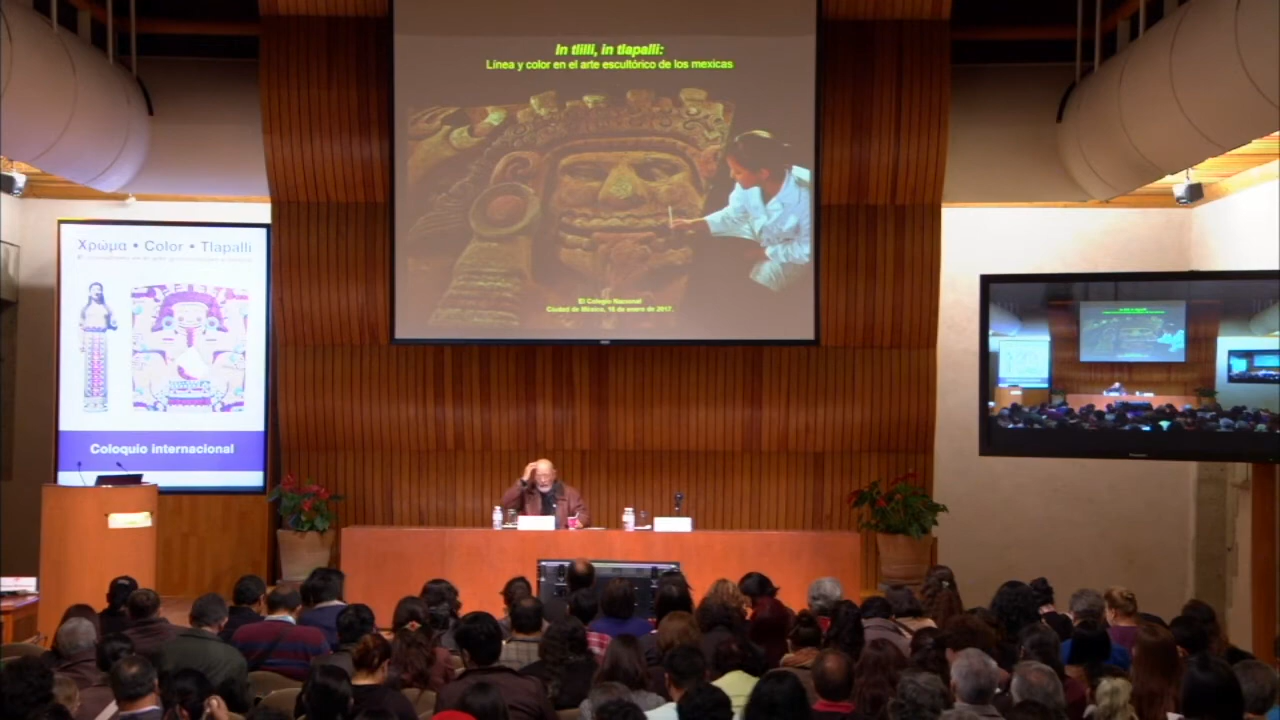 In tlilli, in tlapalli:
Línea y color en el arte escultórico de los mexicas
El Colegio Nacional
Ciudad de México, 16 de enero de 2017.
Χρώμα • Color • Tlapalli
Coloquio internacional